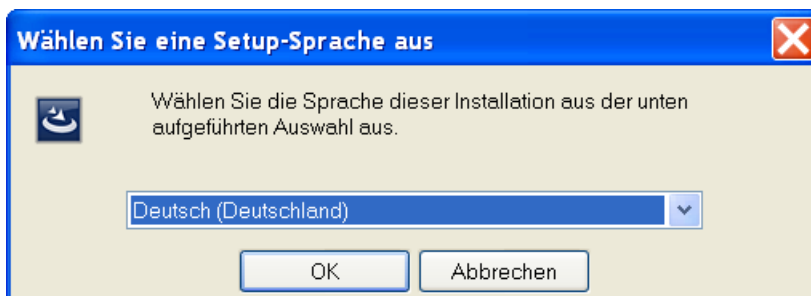 Wählen Sie eine Setup-Sprache aus
Wählen Sie die Sprache dieser Installation aus der unten
aufgeführten Auswahl aus.
Deutsch (Deutschland)
OK
Abbrechen